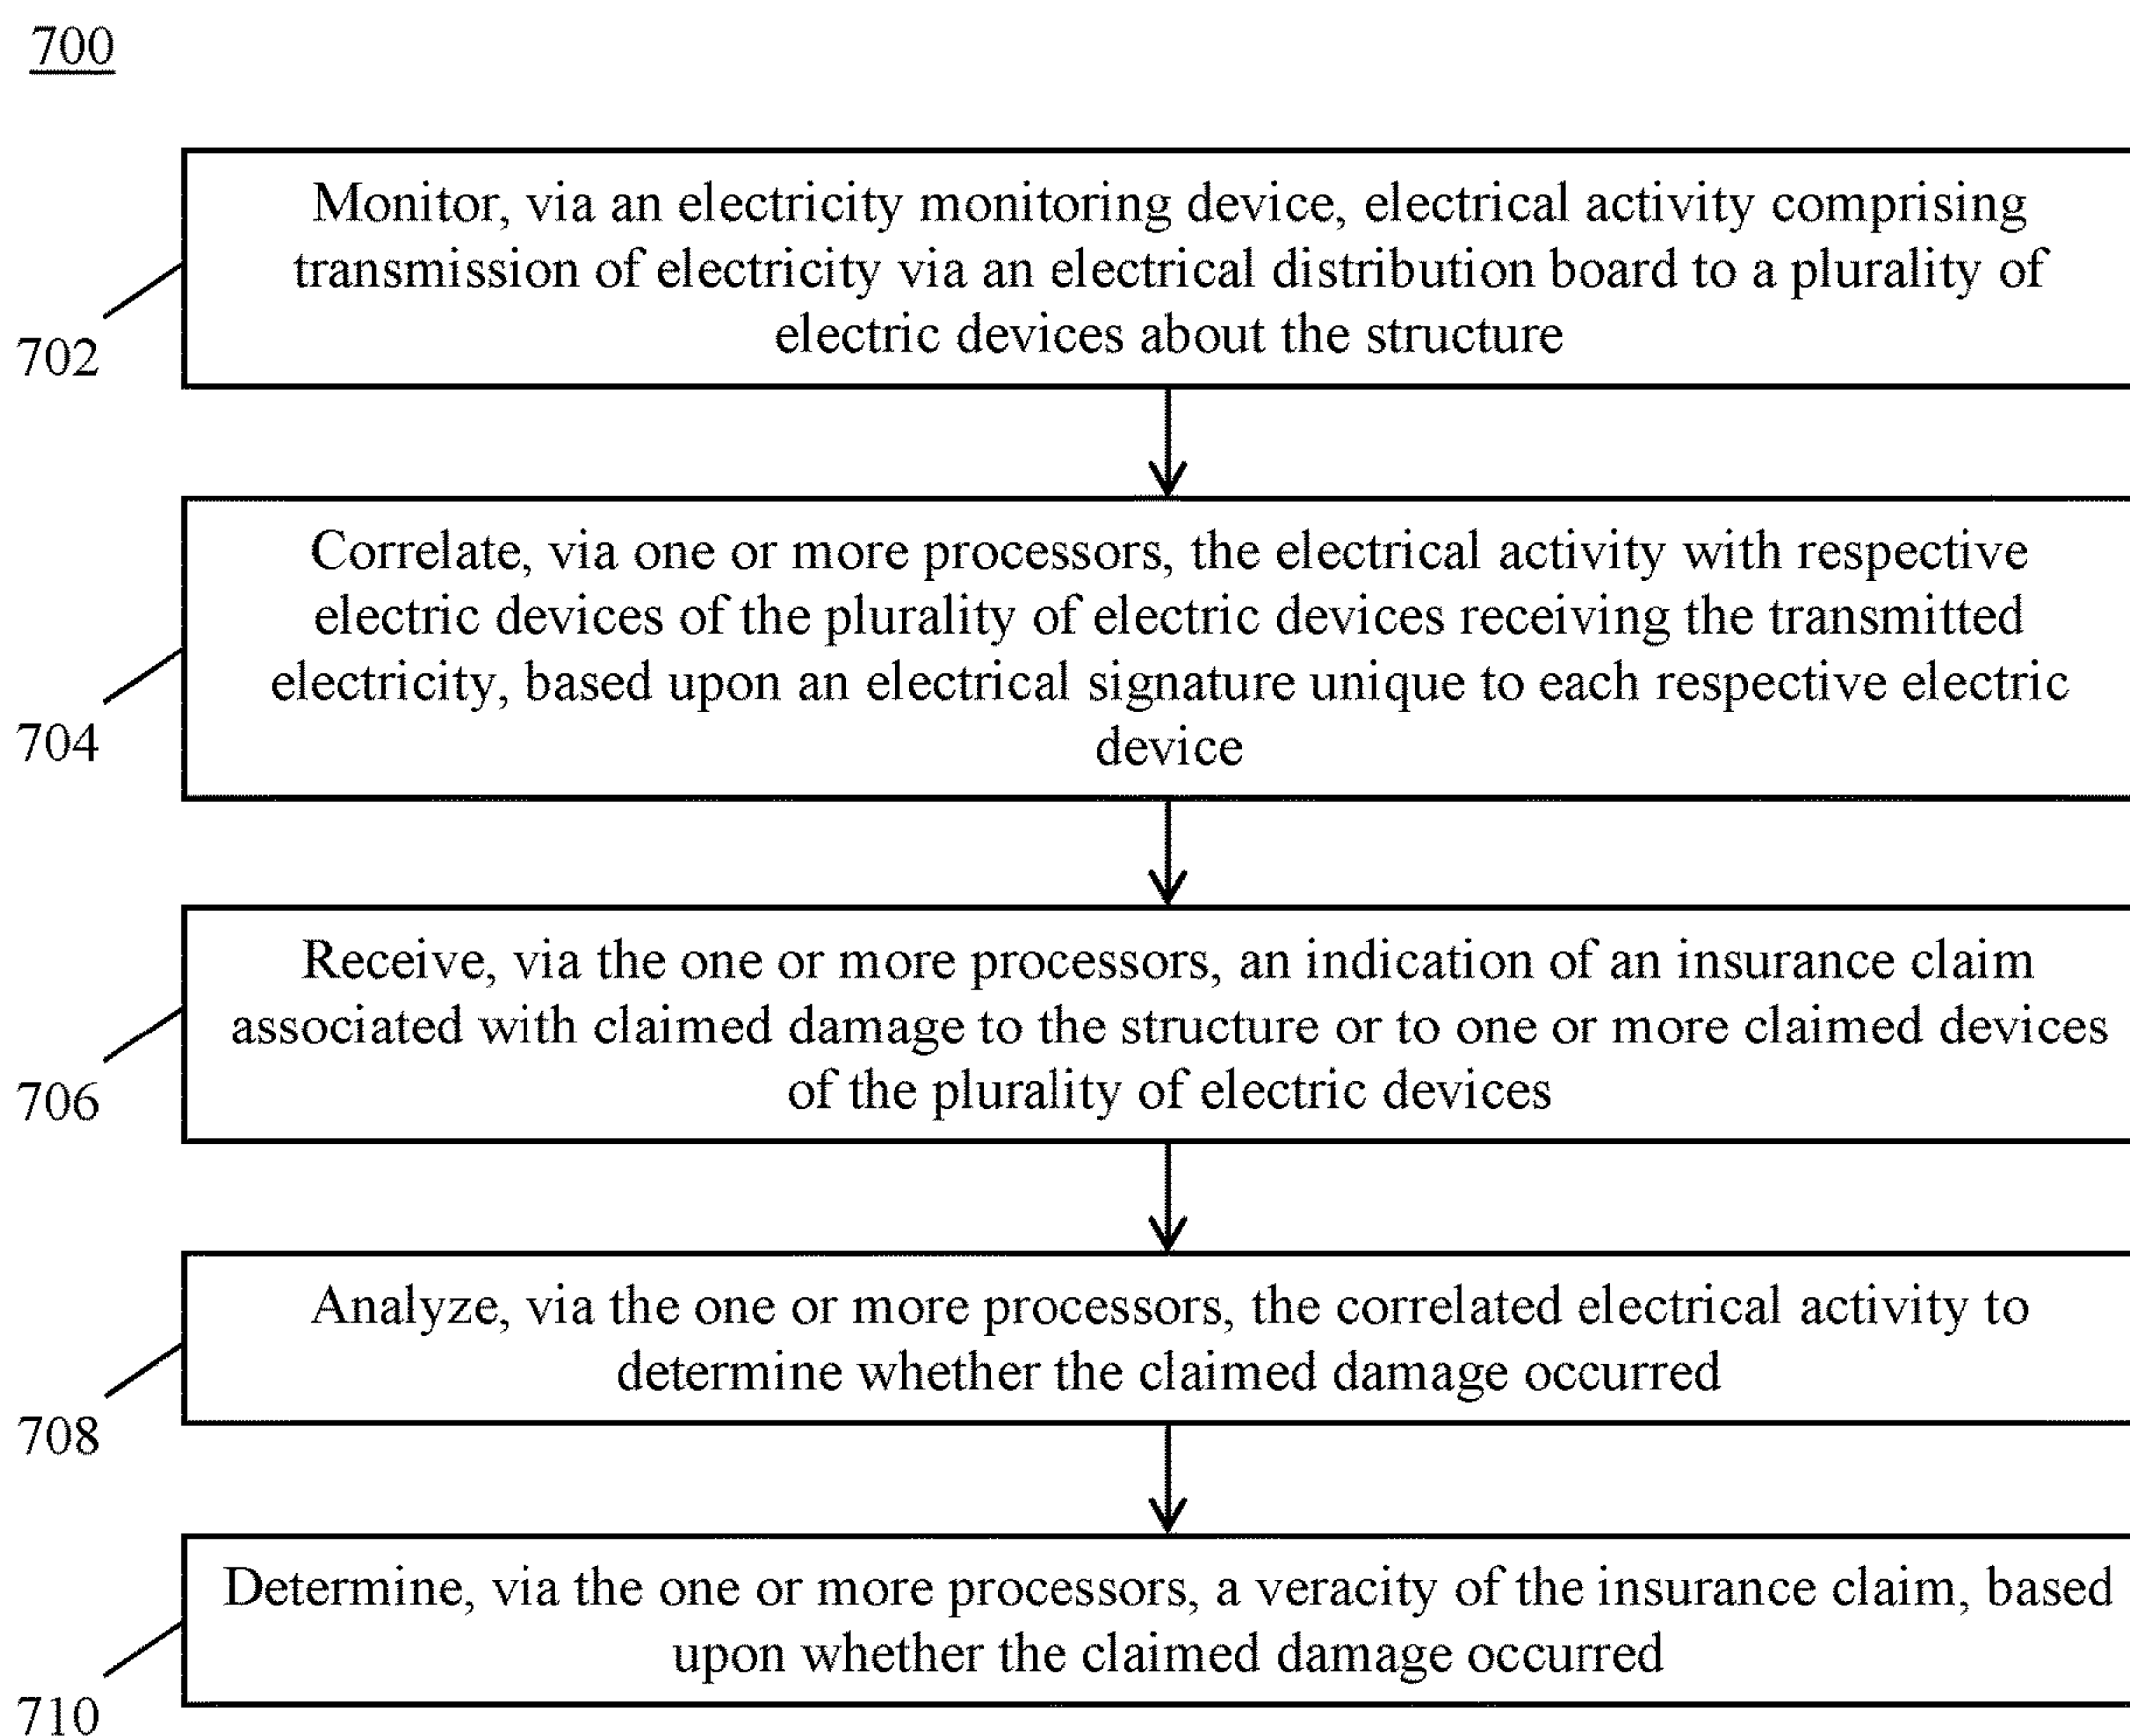 700
Monitor, via an electricity monitoring device, electrical activity comprising
transmission of electricity via an electrical distribution board to a plurality of
electric devices about the structure
702
Correlate, via one or more processors, the electrical activity with respective
electric devices of the plurality of electric devices receiving the transmitted
electricity, based upon an electrical signature unique to each respective electric
device
704
Receive, via the one or more processors, an indication of an insurance claim
associated with claimed damage to the structure or to one or more claimed devices
of the plurality of electric devices
706
Analyze, via the one or more processors, the correlated electrical activity to
determine whether the claimed damage occurred
708
Determine, via the one or more processors, a veracity of the insurance claim, based
upon whether the claimed damage occurred
710